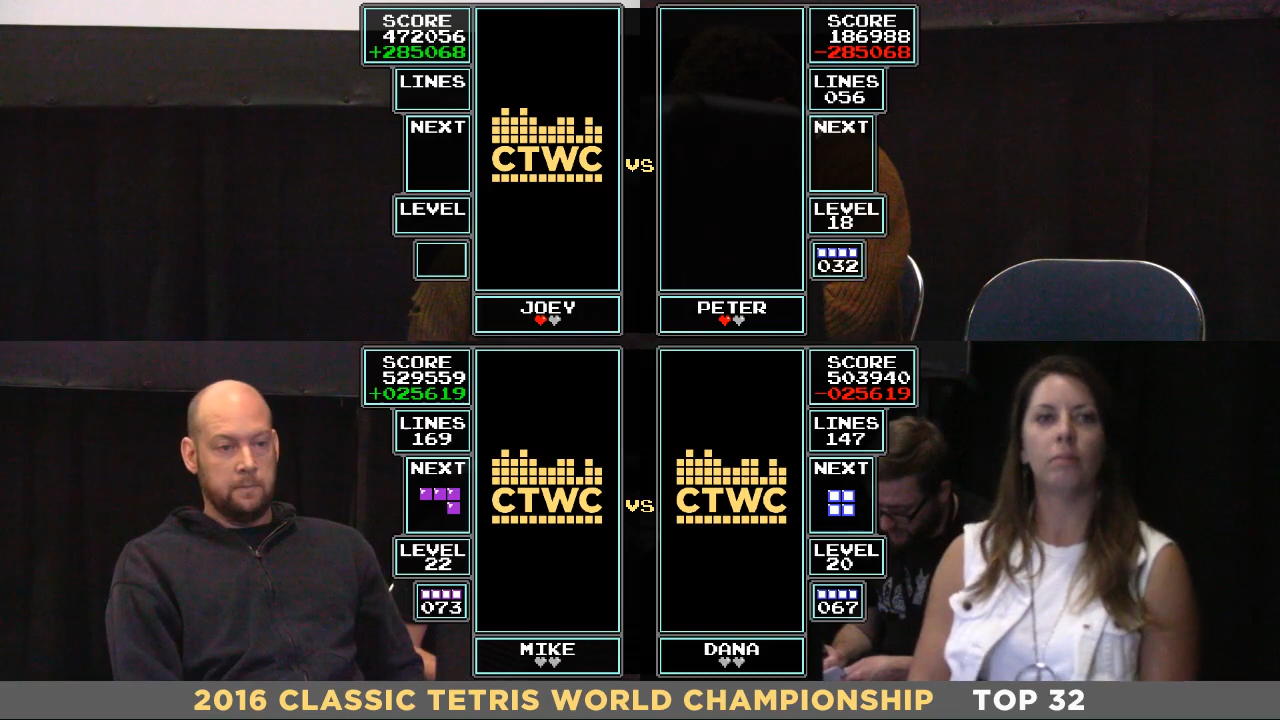 SCORE
472056
+285068
LINES
NEXT
LEVEL
CTWC
JOEY
VS
SCORE
186988
-285068
LINES
056
NEXT
LEVEL
18
032
PETER
SCORE
529559
+025619
LINES
169
NEXT
LEVEL
22
073
CTWC
MIKE
VS
CTWC
DANA
SCORE
503940
-025619
LINES
147
NEXT
LEVEL
20
067
2016 CLASSIC TETRIS WORLD CHAMPIONSHIP TOP 32